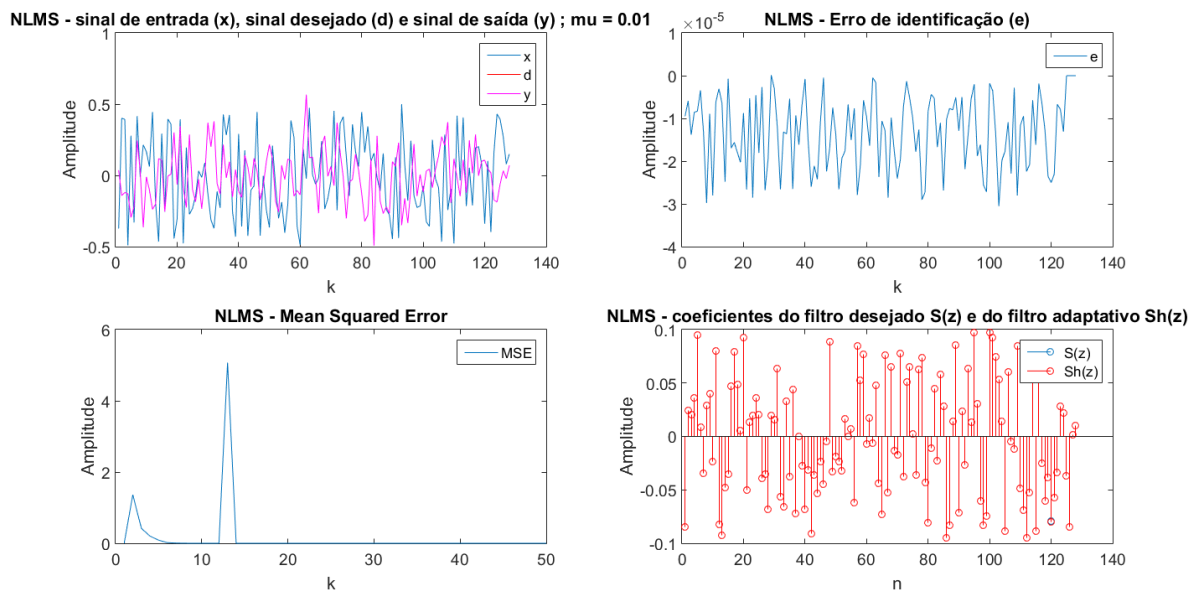 NLMS - sinal de entrada (x), sinal desejado (d) e sinal de saída (y) ; mu = 0.01
Amplitude
1
0.5
0
-0.5
x
d
y
0 20 40 60 80 100 120 140
k
NLMS - Erro de identificação (e)
×10-5
Amplitude
1
0
-1
-2
-3
-4
e
0 20 40 60 80 100 120 140
k
NLMS - Mean Squared Error
Amplitude
6
4
2
0
MSE
0 10 20 30 40 50
k
NLMS - coeficientes do filtro desejado S(z) e do filtro adaptativo Sh(z
Amplitude
0.1
0.05
0
-0.05
-0.1
S(z)
Sh(z)
0 20 40 60 80 100 120 140
n